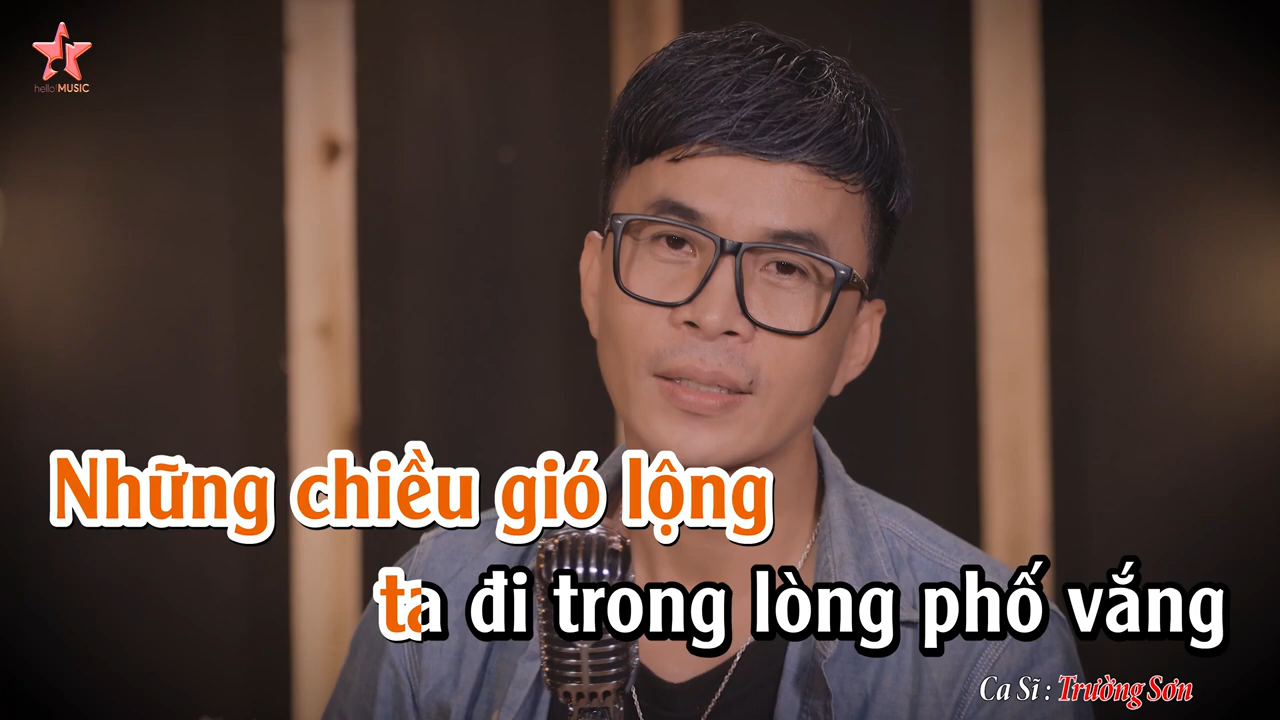 hello!MUSIC
Những chiều gió lộng
ta đi trong lòng phố vắng
Ca Sĩ : Trường Sơn